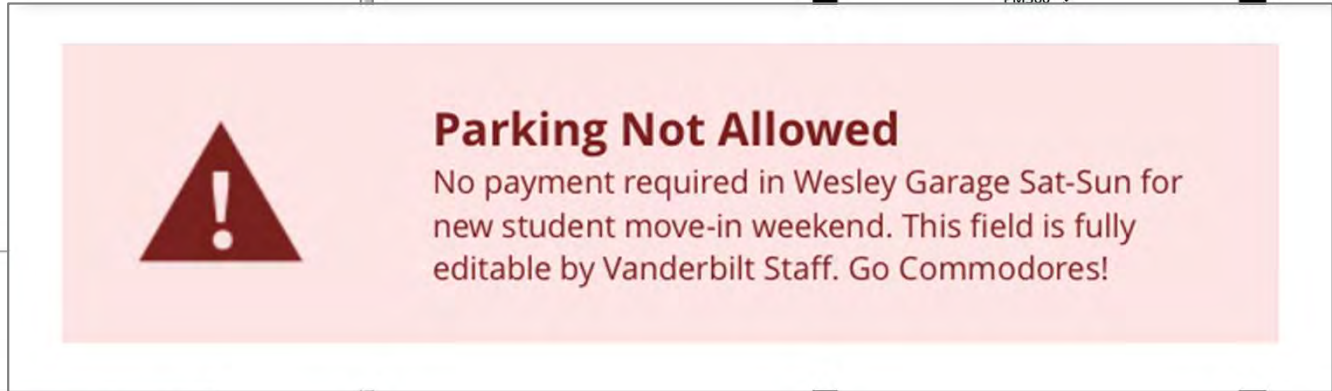 Parking Not Allowed
No payment required in Wesley Garage Sat-Sun for
new student move-in weekend. This field is fully
editable by Vanderbilt Staff. Go Commodores!